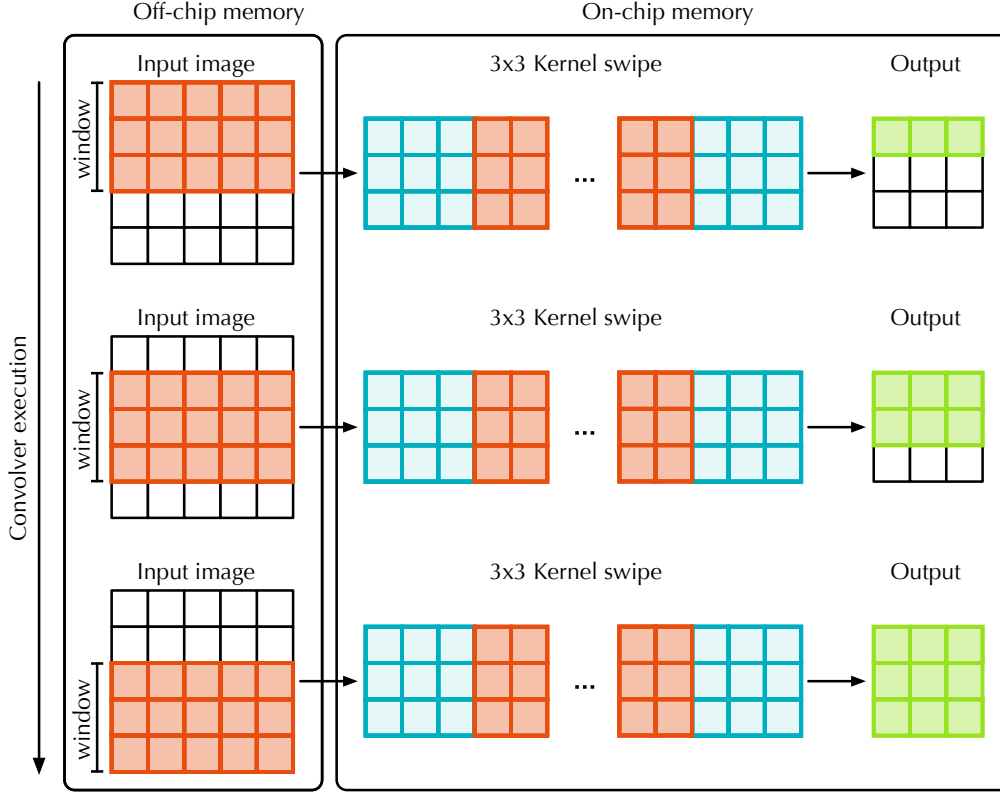 Off-chip memory
On-chip memory
Input image
3x3 Kernel swipe
Output
window
...
Convolver execution
Input image
3x3 Kernel swipe
Output
window
...
Input image
3x3 Kernel swipe
Output
window
...